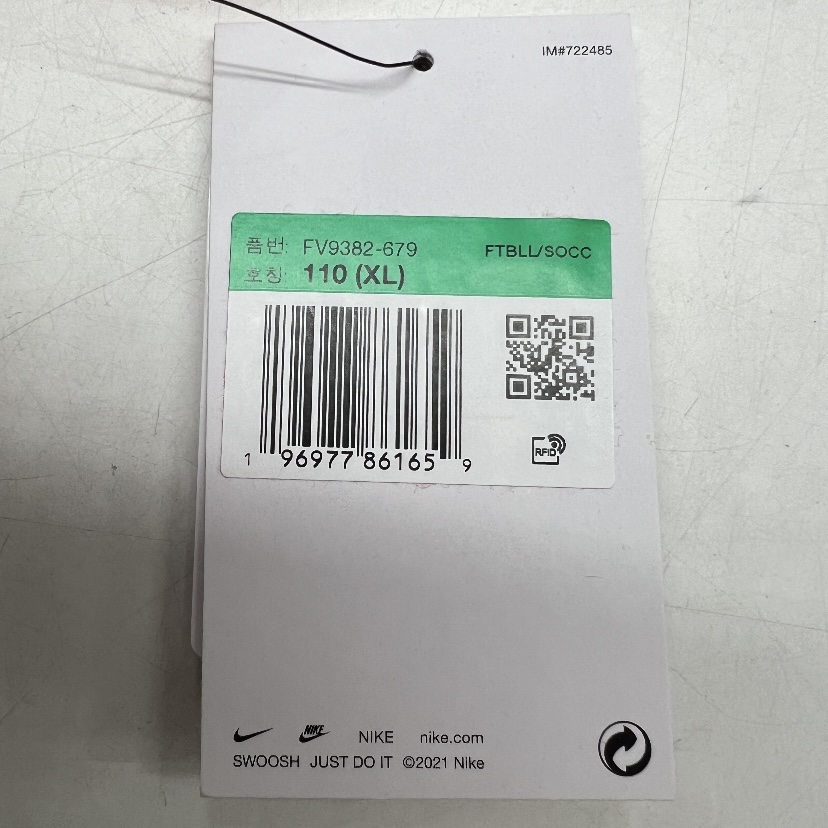 IM#722485
품번: FV9382-679 FTBLL/SOCC
호칭: 110 (XL)
1 96977 86165 9
RFID
NIKE NIKE nike.com
SWOOSH JUST DO IT ©2021 Nike